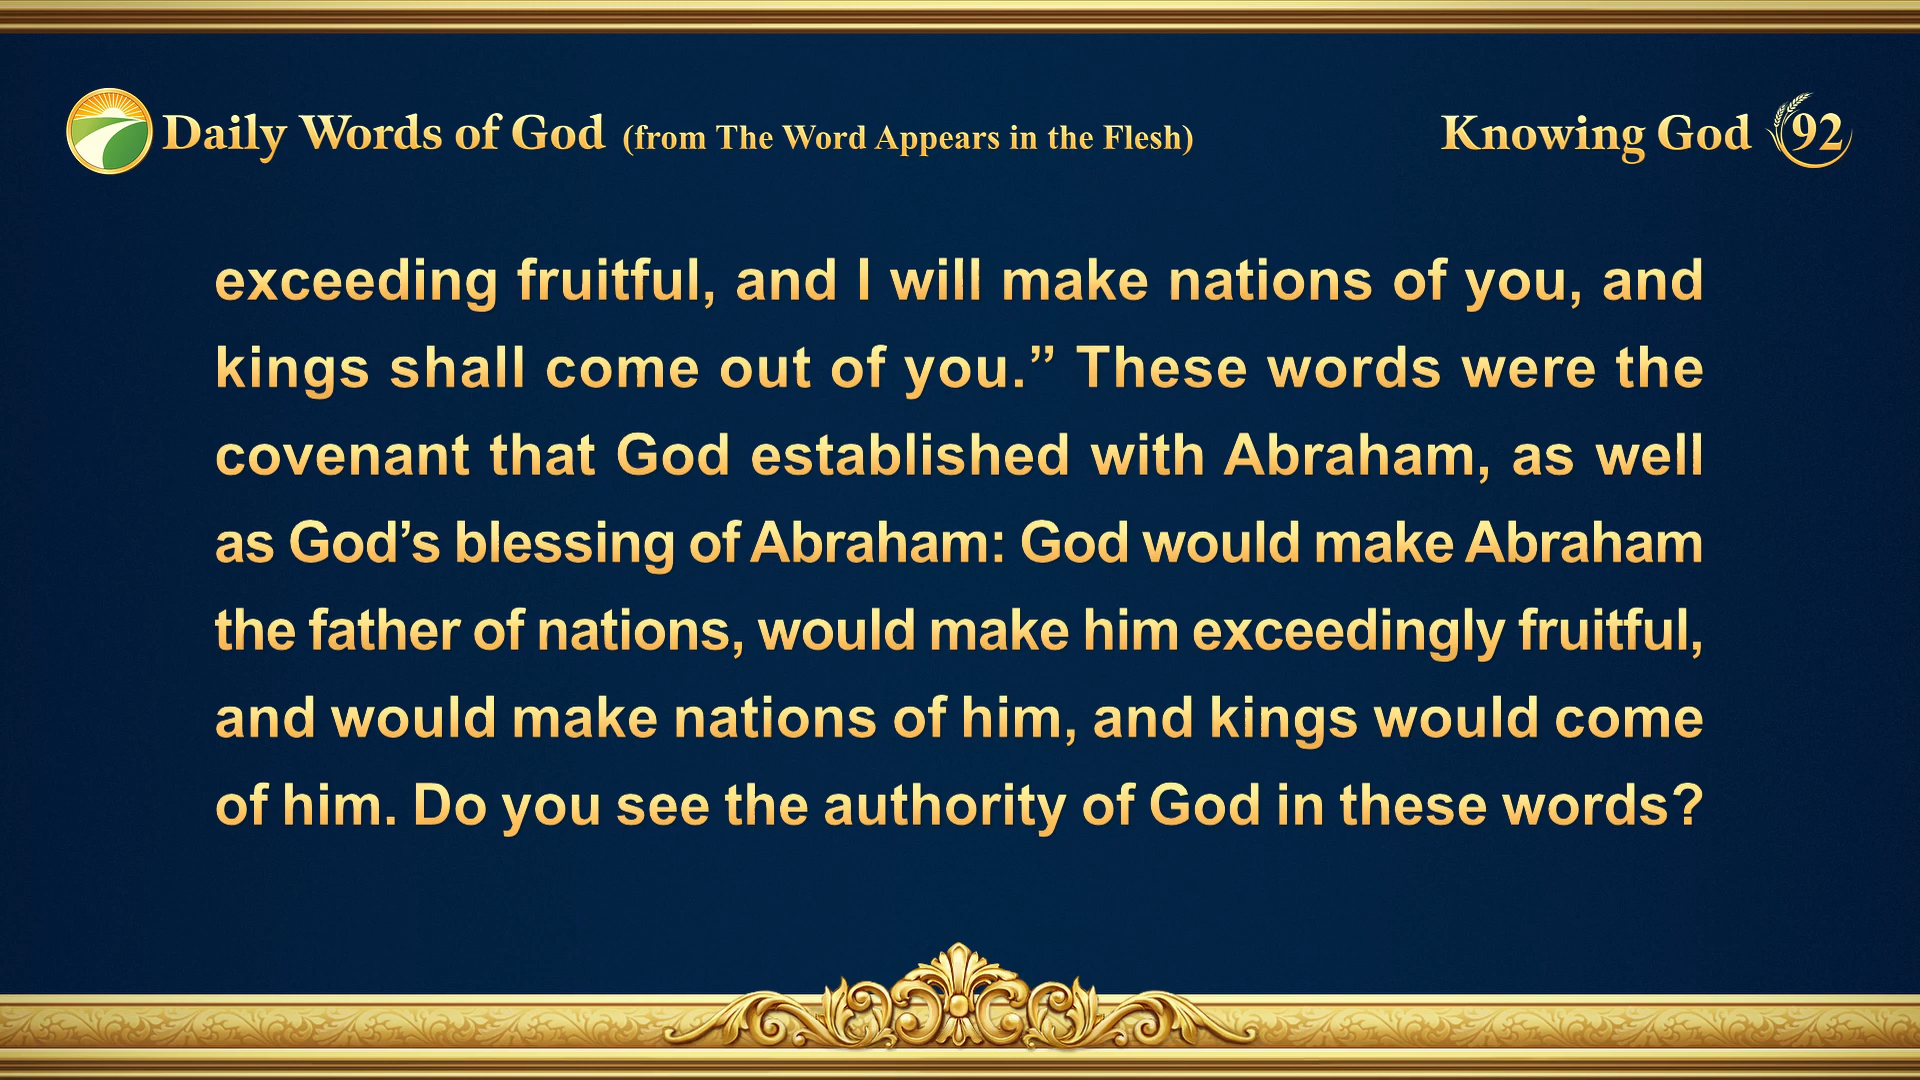 Daily Words of God (from The Word Appears in the Flesh)
Knowing God 92
exceeding fruitful, and I will make nations of you, and
kings shall come out of you.” These words were the
covenant that God established with Abraham, as well
as God’s blessing of Abraham: God would make Abraham
the father of nations, would make him exceedingly fruitful,
and would make nations of him, and kings would come
of him. Do you see the authority of God in these words?